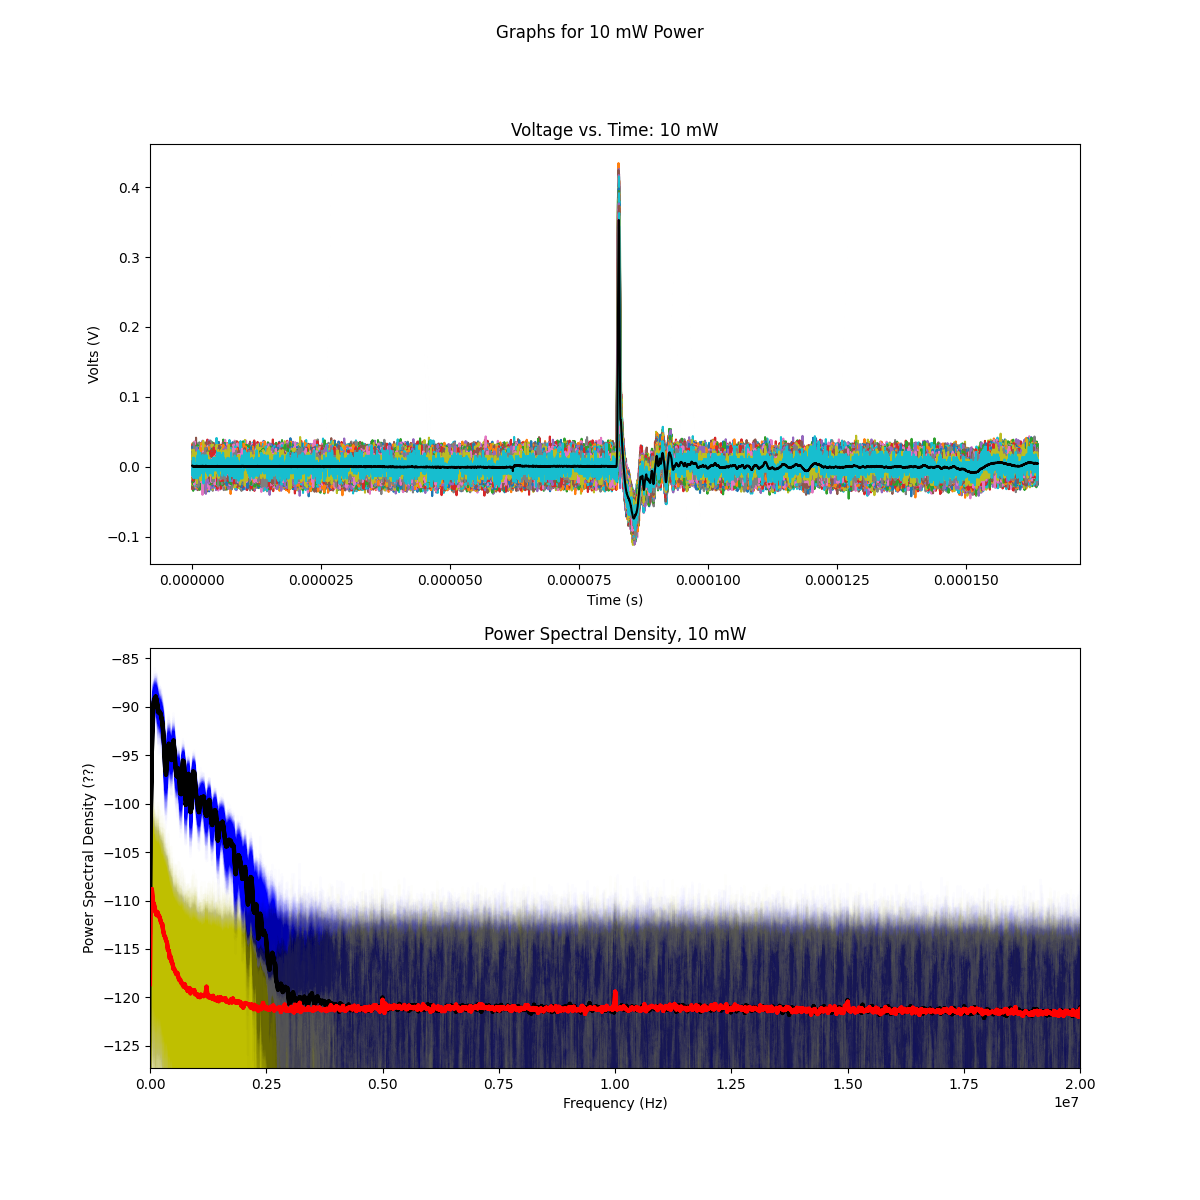 Graphs for 10 mW Power
Voltage vs. Time: 10 mW
0.4
0.3
0.2
0.1
0.0
−0.1
Volts (V)
0.000000 0.000025 0.000050 0.000075 0.000100 0.000125 0.000150
Time (s)
Power Spectral Density, 10 mW
−85
−90
−95
−100
−105
−110
−115
−120
−125
Power Spectral Density (??)
0.00 0.25 0.50 0.75 1.00 1.25 1.50 1.75 2.00
Frequency (Hz)
1e7